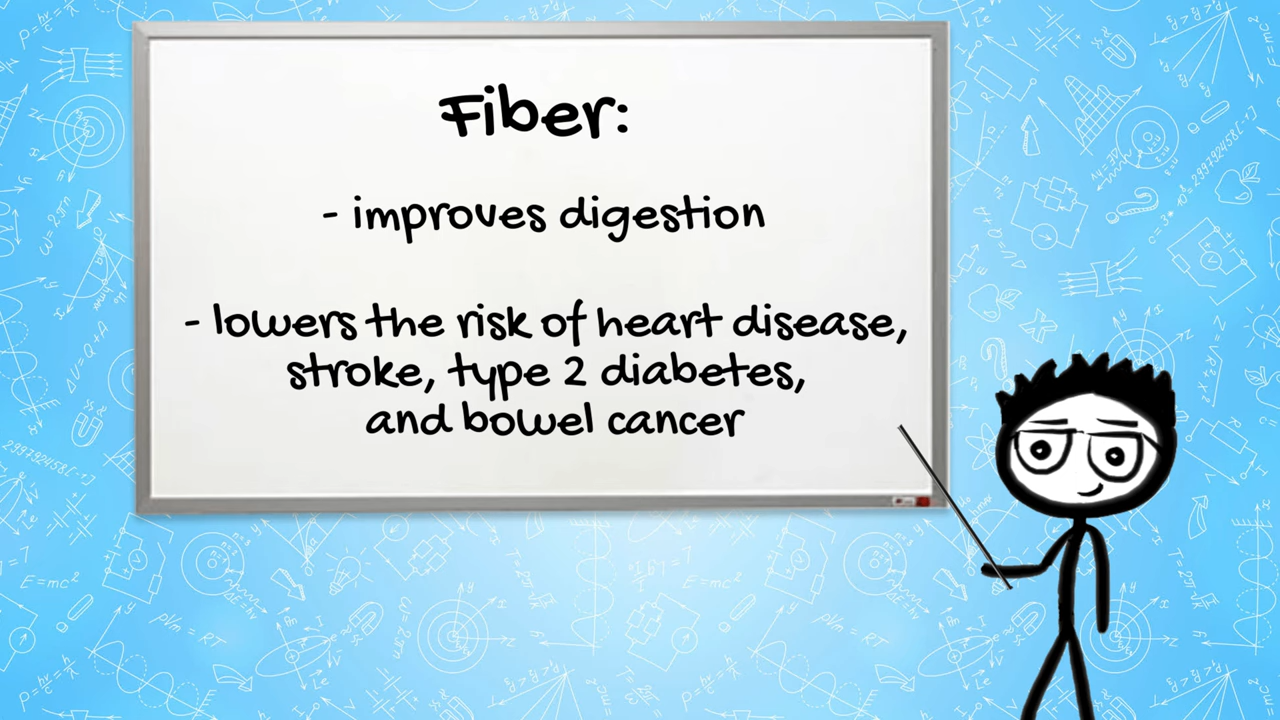 Fiber:
- improves digestion
- lowers the risk of heart disease,
stroke, type 2 diabetes,
and bowel cancer